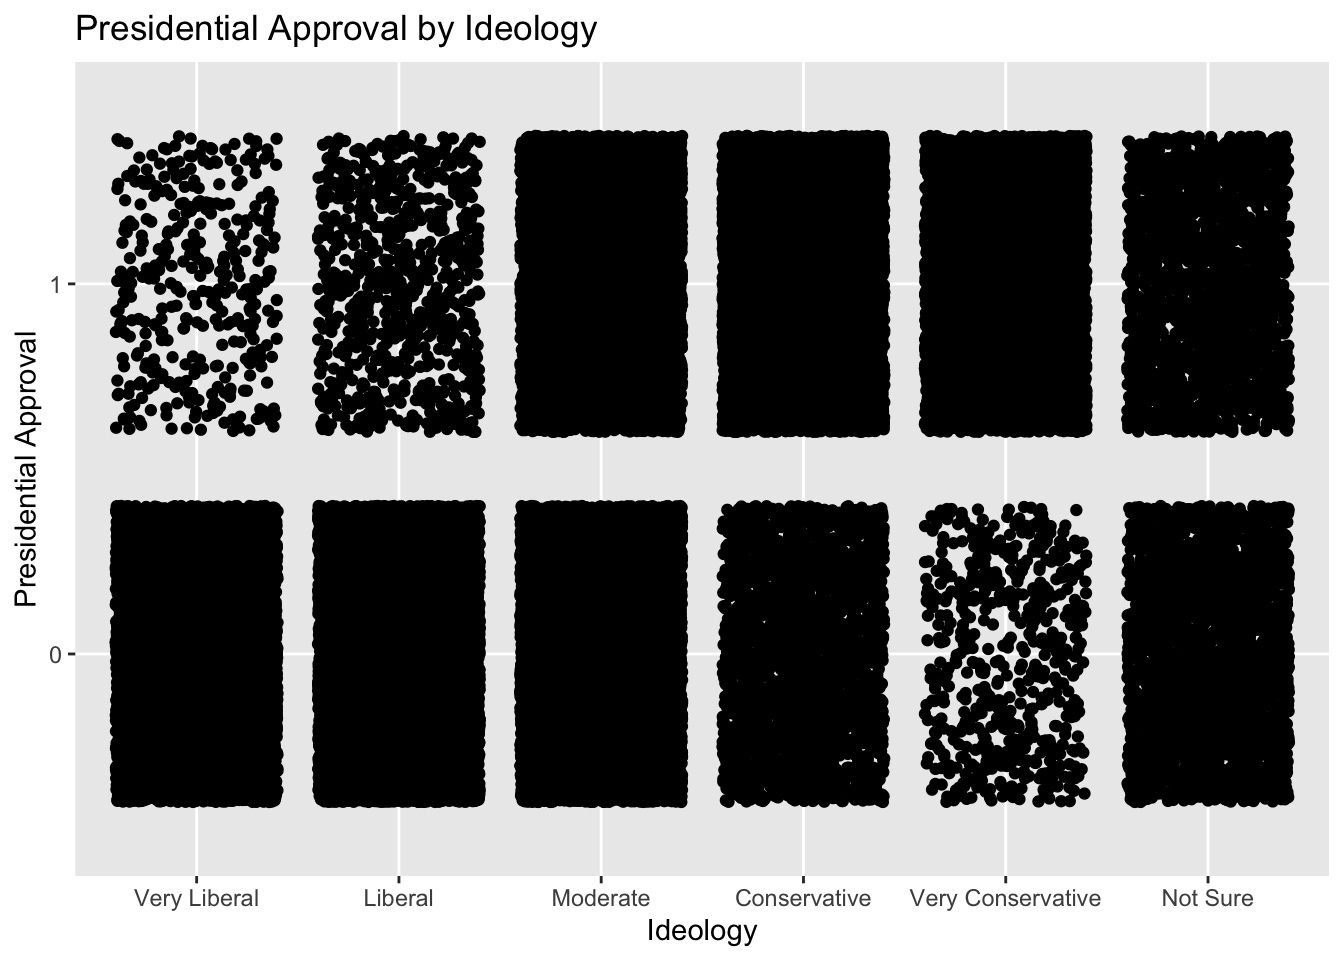 Presidential Approval by Ideology
Presidential Approval
1
0
Very Liberal
Liberal
Moderate
Conservative
Very Conservative
Not Sure
Ideology